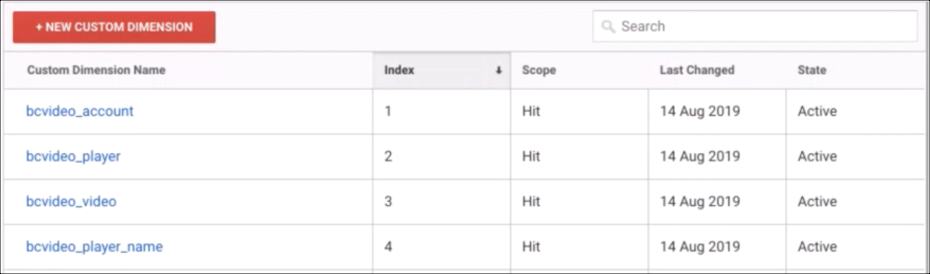 + NEW CUSTOM DIMENSION Search
Custom Dimension Name Index Scope Last Changed State
bcvideo_account 1 Hit 14 Aug 2019 Active
bcvideo_player 2 Hit 14 Aug 2019 Active
bcvideo_video 3 Hit 14 Aug 2019 Active
bcvideo_player_name 4 Hit 14 Aug 2019 Active